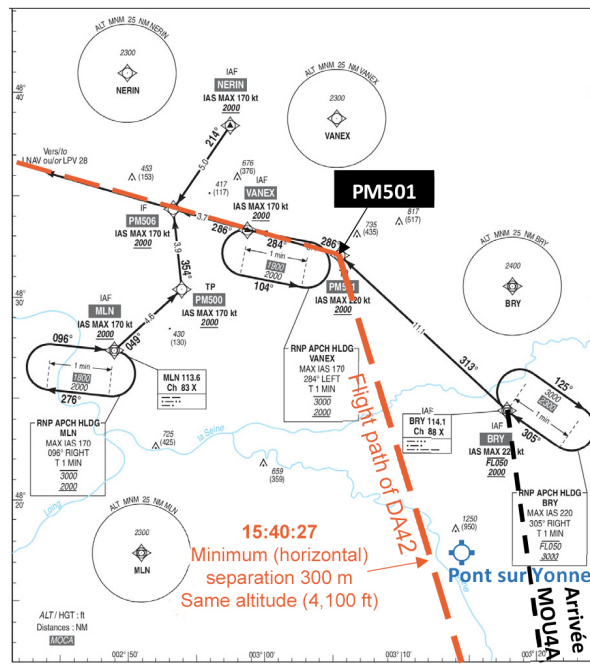 ALT MNM 25 NM NERIN
2300
NERIN
48°
40'
IAF
NERIN
IAS MAX 170 kt
2000
ALT MNM 25 NM VANEX
2300
VANEX
214°
5.0
Vers/to
LNAV ou/or LPV 28
453
(153)
676
(376)
417
(117)
IAF
VANEX
IAS MAX 170 kt
2000
PM501
817
(517)
735
(435)
IF
PM506
IAS MAX 170 kt
2000
3.7
286°
284°
286°
ALT MNM 25 NM BRY
2400
BRY
1 min
1800
2000
104°
IAS MAX 220 kt
2000
3.9
354°
48°
30'
TP
PM500
IAS MAX 170 kt
2000
IAF
MLN
IAS MAX 170 kt
2000
4.6
049°
430
(130)
11.1
313°
096°
1 min
1800
2000
276°
MLN 113.6
Ch 83 X
RNP APCH HLDG
VANEX
MAX IAS 170
284° LEFT
T 1 MIN
3000
2000
125°
3000
2300
1 min
305°
BRY 114.1
Ch 88 X
IAF
IAF
BRY
FL050
2000
RNP APCH HLDG
MLN
MAX IAS 170
096° RIGHT
T 1 MIN
3000
2000
725
(425)
la Seine
659
(359)
Flight path of DA42
RNP APCH HLDG
BRY
MAX IAS 220
305° RIGHT
T 1 MIN
FL050
3000
48°
20'
Loing
ALT MNM 25 NM MLN
2300
MLN
1250
(950)
15:40:27
Minimum (horizontal)
separation 300 m
Same altitude (4,100 ft)
Pont sur Yonne
Arrivée
MOU4A
ALT / HGT : ft
Distances : NM
MOCA
002° 50'
003° 00'
003° 10'
003° 20'